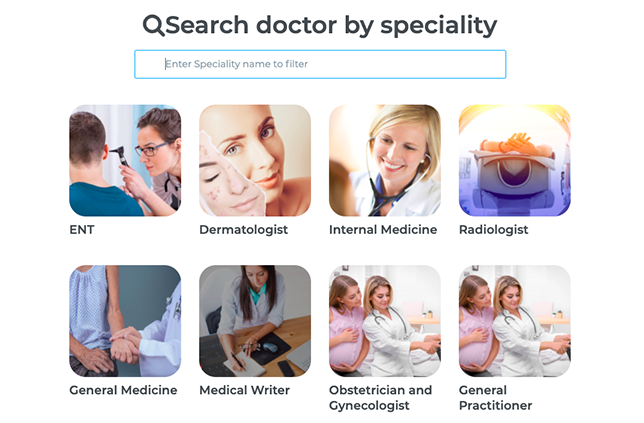 Search doctor by speciality
Enter Speciality name to filter
ENT
Dermatologist
Internal Medicine
Radiologist
General Medicine
Medical Writer
Obstetrician and
Gynecologist
General
Practitioner